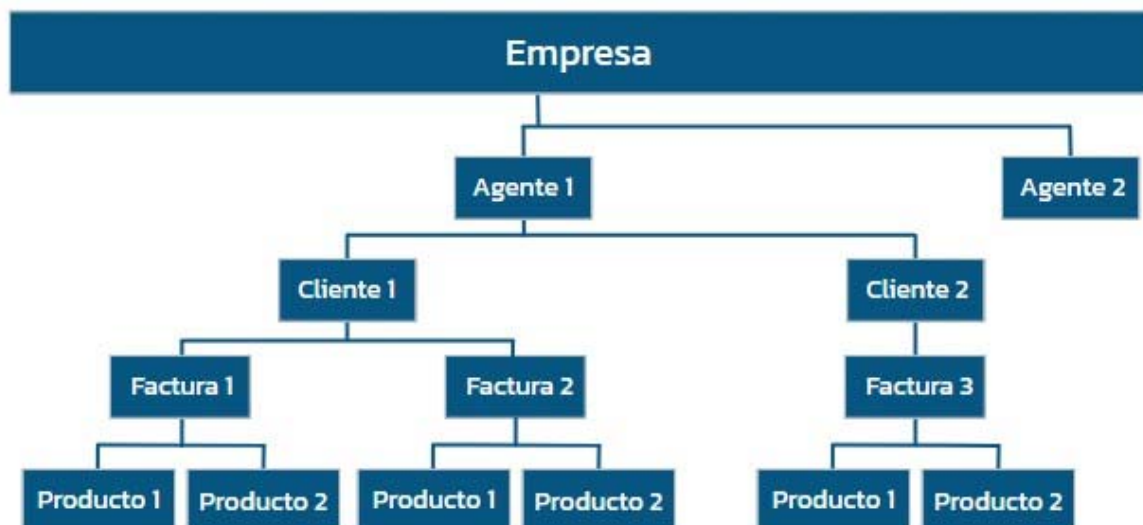 Empresa
Agente 1
Agente 2
Cliente 1
Cliente 2
Factura 1
Factura 2
Factura 3
Producto 1
Producto 2
Producto 1
Producto 2
Producto 1
Producto 2